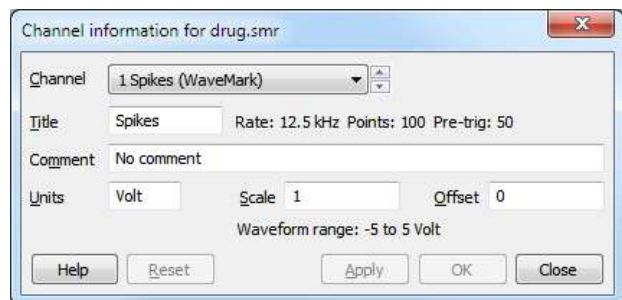 Channel information for drug.smr
Channel 1 Spikes (WaveMark)
Title Spikes Rate: 12.5 kHz Points: 100 Pre-trig: 50
Comment No comment
Units Volt Scale 1 Offset 0
Waveform range: -5 to 5 Volt
Help Reset Apply OK Close